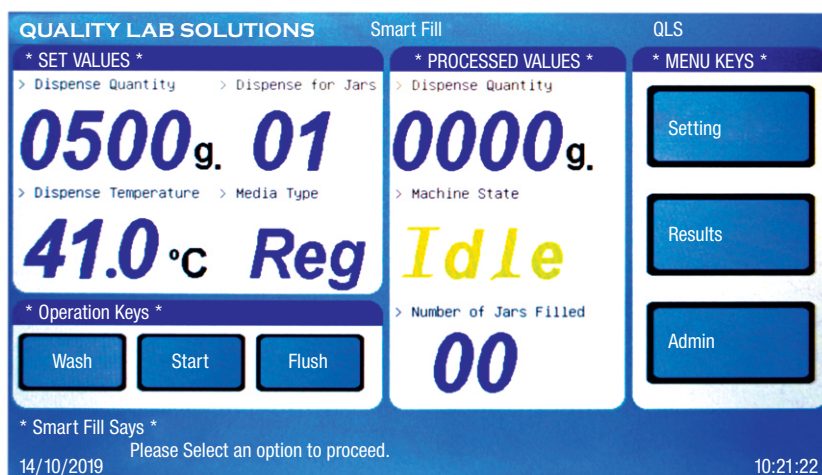 QUALITY LAB SOLUTIONS Smart Fill QLS
* SET VALUES *
> Dispense Quantity > Dispense for Jars
0500g. 01
> Dispense Temperature > Media Type
41.0 °C Reg
* Operation Keys *
Wash Start Flush
* PROCESSED VALUES *
> Dispense Quantity
0000g.
> Machine State
Idle
> Number of Jars Filled
00
* MENU KEYS *
Setting
Results
Admin
* Smart Fill Says *
Please Select an option to proceed.
14/10/2019 10:21:22